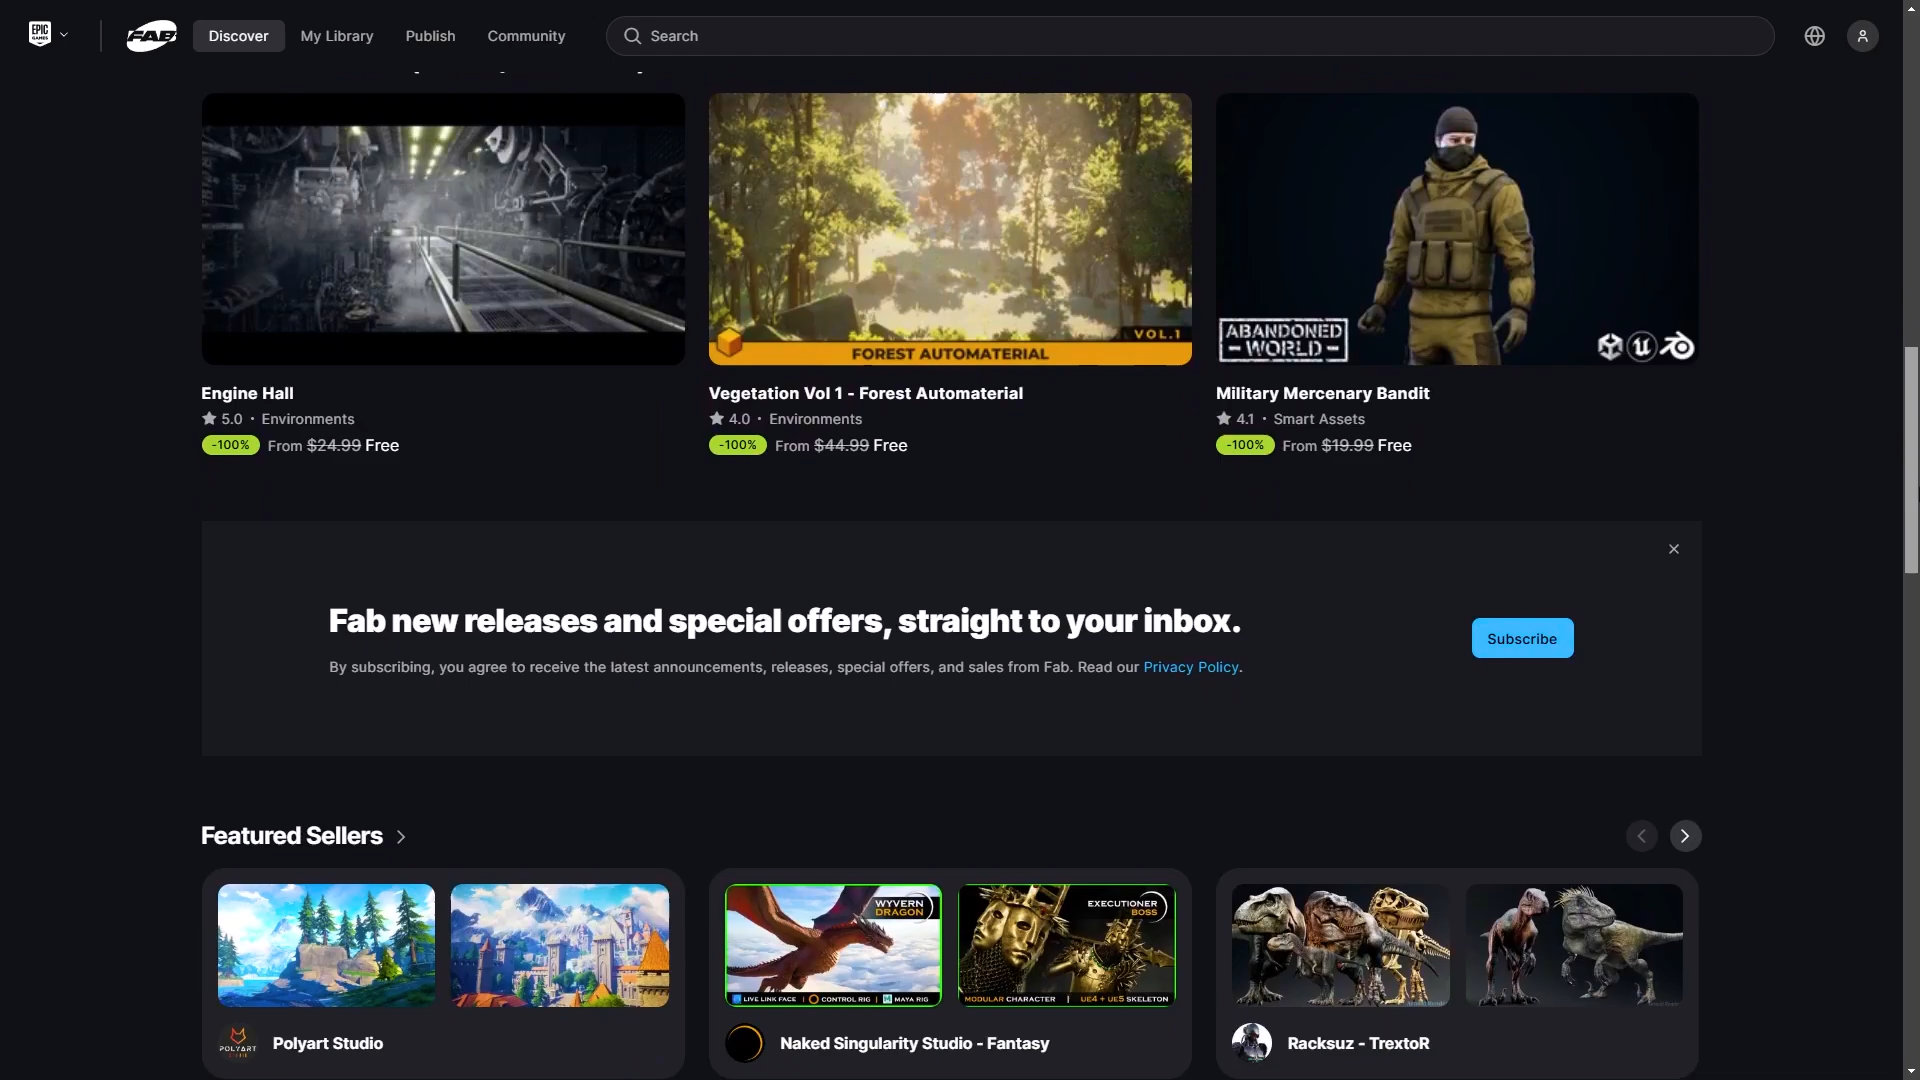 EPIC
GAMES
FAB
Discover
My Library
Publish
Community
Search
VOL.1
FOREST AUTOMATERIAL
ABANDONED
- WORLD -
Engine Hall
5.0 · Environments
-100% From $24.99 Free
Vegetation Vol 1 - Forest Automaterial
4.0 · Environments
-100% From $44.99 Free
Military Mercenary Bandit
4.1 · Smart Assets
-100% From $19.99 Free
Fab new releases and special offers, straight to your inbox.
By subscribing, you agree to receive the latest announcements, releases, special offers, and sales from Fab. Read our Privacy Policy.
Subscribe
Featured Sellers
WYVERN
DRAGON
LIVE LINK FACE | CONTROL RIG | MAYA RIG
EXECUTIONER
BOSS
MODULAR CHARACTER | UE4 + UE5 SKELETON
POLYART
Polyart Studio
Naked Singularity Studio - Fantasy
Racksuz - TrextoR